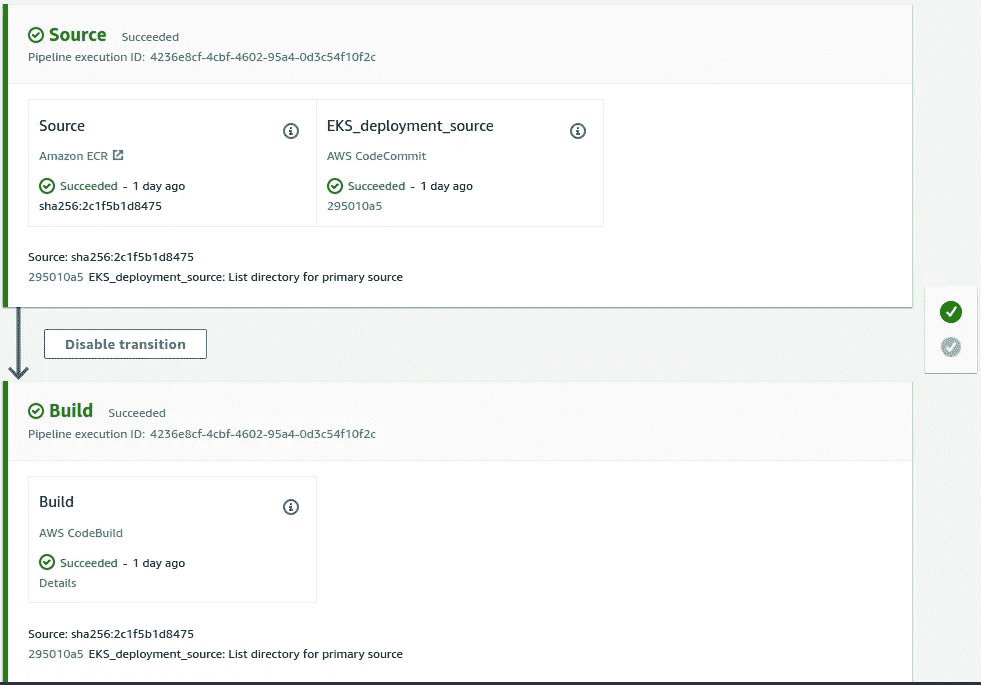 Source Succeeded
Pipeline execution ID: 4236e8cf-4cbf-4602-95a4-0d3c54f10f2c
Source
Amazon ECR
Succeeded - 1 day ago
sha256:2c1f5b1d8475
EKS_deployment_source
AWS CodeCommit
Succeeded - 1 day ago
295010a5
Source: sha256:2c1f5b1d8475
295010a5 EKS_deployment_source: List directory for primary source
Disable transition
Build Succeeded
Pipeline execution ID: 4236e8cf-4cbf-4602-95a4-0d3c54f10f2c
Build
AWS CodeBuild
Succeeded - 1 day ago
Details
Source: sha256:2c1f5b1d8475
295010a5 EKS_deployment_source: List directory for primary source